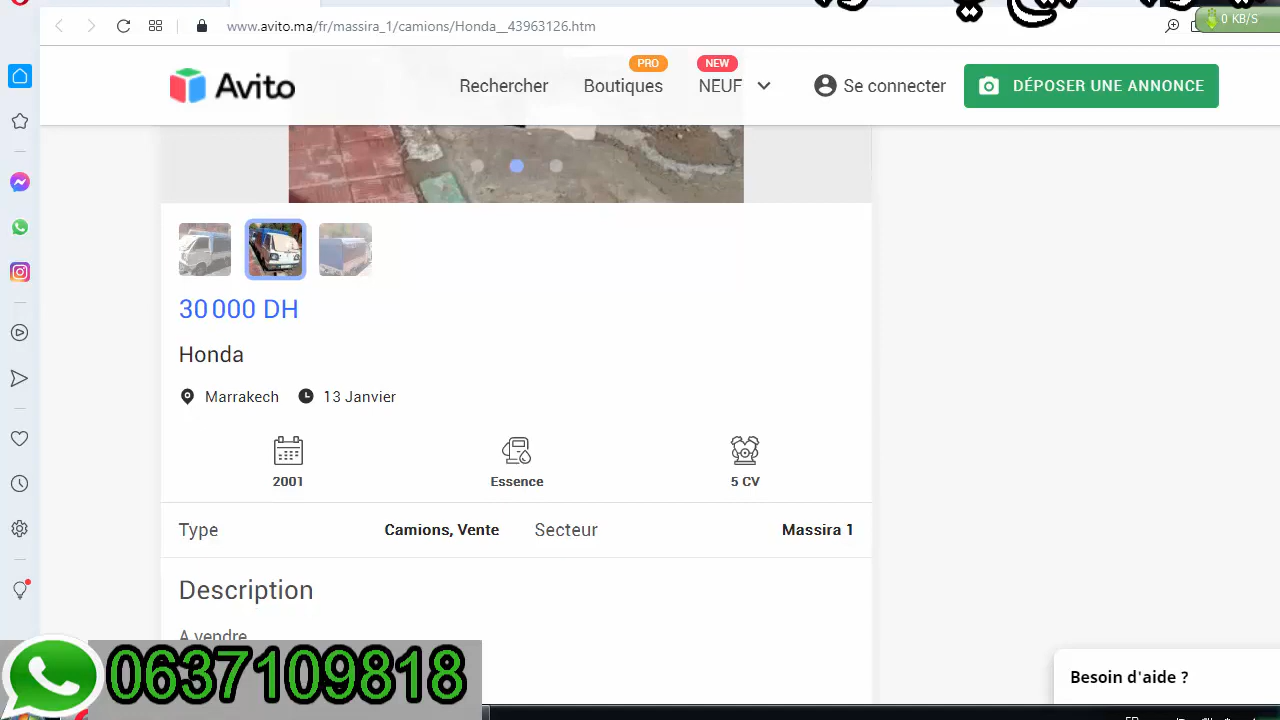 www.avito.ma/fr/massira_1/camions/Honda__43963126.htm
0 KB/S
Avito
Rechercher
PRO
Boutiques
NEW
NEUF
Se connecter
DÉPOSER UNE ANNONCE
30 000 DH
Honda
Marrakech
13 Janvier
2001
Essence
5 CV
Type
Camions, Vente
Secteur
Massira 1
Description
A vendre
0637109818
Besoin d'aide ?